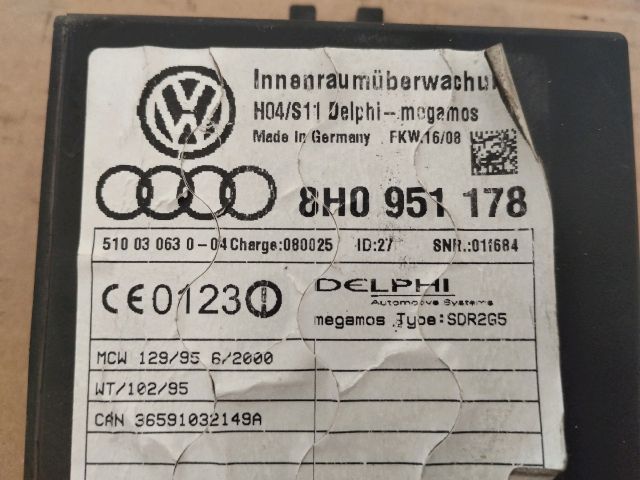 Innenraumüberwachu
H04/S11 Delphi-megamos
Made in Germany FKW.16/08
8H0 951 178
510 03 063 0-04 Charge:080025 ID:27 SNR.:011684
CE0123
DELPHI
Automotive Systems
megamos Type:SDR2G5
MCW 129/95 6/2000
WT/102/95
CAN 36591032149A